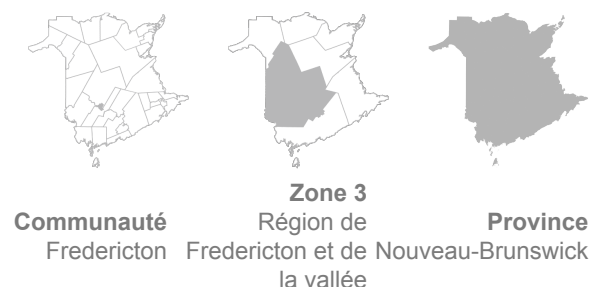 Communauté
Fredericton
Zone 3
Région de
Fredericton et de
la vallée
Province
Nouveau-Brunswick